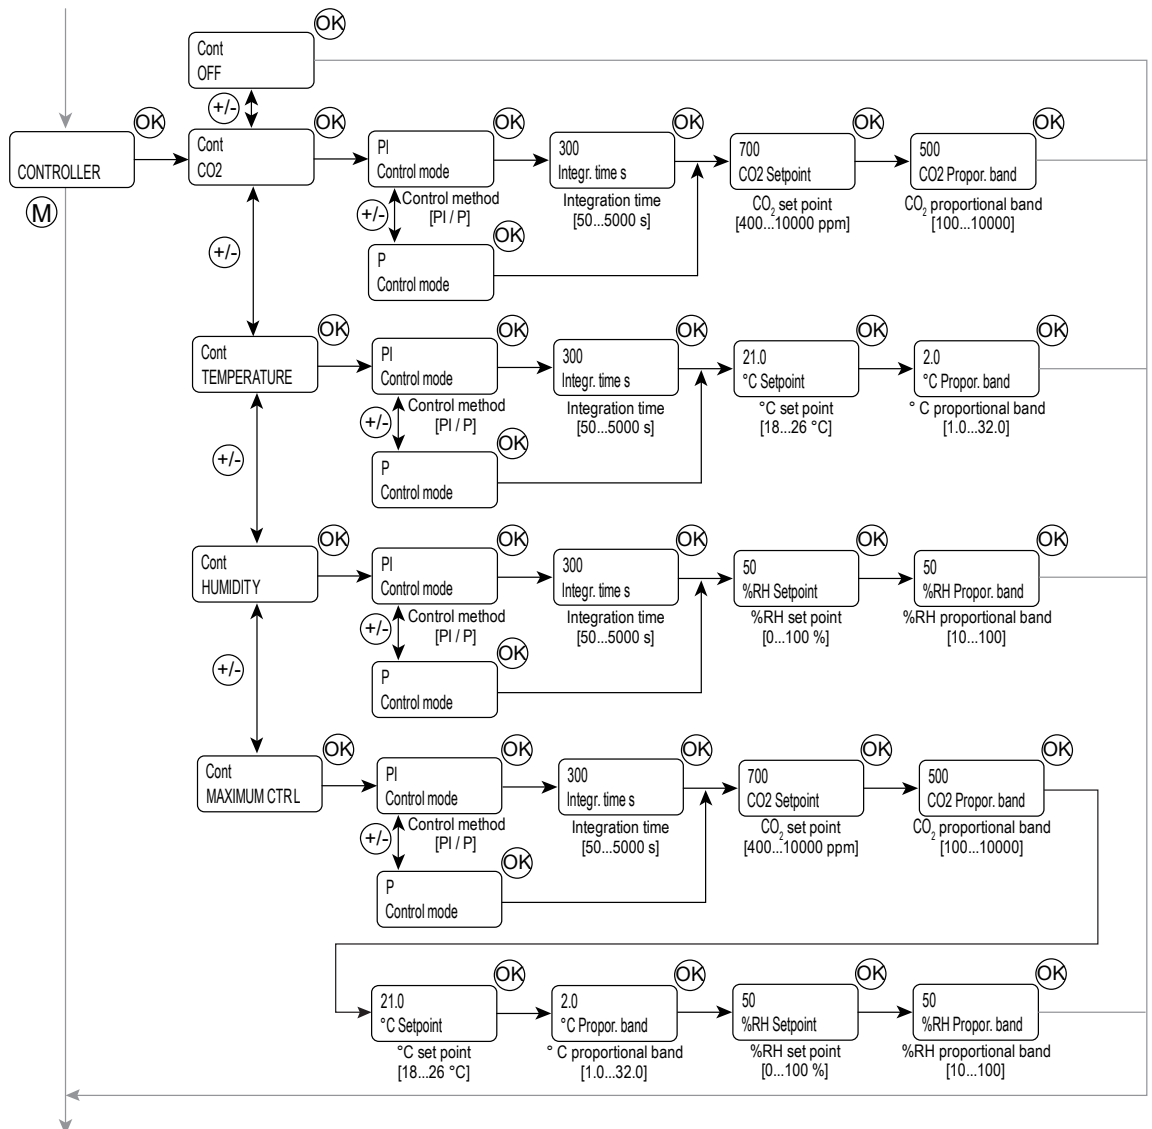 OK
Cont
OFF
+/-
OK
OK
OK
OK
OK
OK
CONTROLLER
Cont
CO2
PI
Control mode
300
Integr. time s
700
CO2 Setpoint
500
CO2 Propor. band
M
+/-
Control method
[PI / P]
Integration time
[50...5000 s]
CO2 set point
[400...10000 ppm]
CO2 proportional band
[100...10000]
+/-
OK
P
Control mode
OK
OK
OK
OK
OK
Cont
TEMPERATURE
PI
Control mode
300
Integr. time s
21.0
°C Setpoint
2.0
°C Propor. band
+/-
Control method
[PI / P]
Integration time
[50...5000 s]
°C set point
[18...26 °C]
° C proportional band
[1.0...32.0]
+/-
OK
P
Control mode
OK
OK
OK
OK
OK
Cont
HUMIDITY
PI
Control mode
300
Integr. time s
50
%RH Setpoint
50
%RH Propor. band
+/-
Control method
[PI / P]
Integration time
[50...5000 s]
%RH set point
[0...100 %]
%RH proportional band
[10...100]
+/-
OK
P
Control mode
OK
OK
OK
OK
OK
Cont
MAXIMUM CTRL
PI
Control mode
300
Integr. time s
700
CO2 Setpoint
500
CO2 Propor. band
+/-
Control method
[PI / P]
Integration time
[50...5000 s]
CO2 set point
[400...10000 ppm]
CO2 proportional band
[100...10000]
OK
P
Control mode
OK
OK
OK
OK
21.0
°C Setpoint
2.0
°C Propor. band
50
%RH Setpoint
50
%RH Propor. band
°C set point
[18...26 °C]
° C proportional band
[1.0...32.0]
%RH set point
[0...100 %]
%RH proportional band
[10...100]